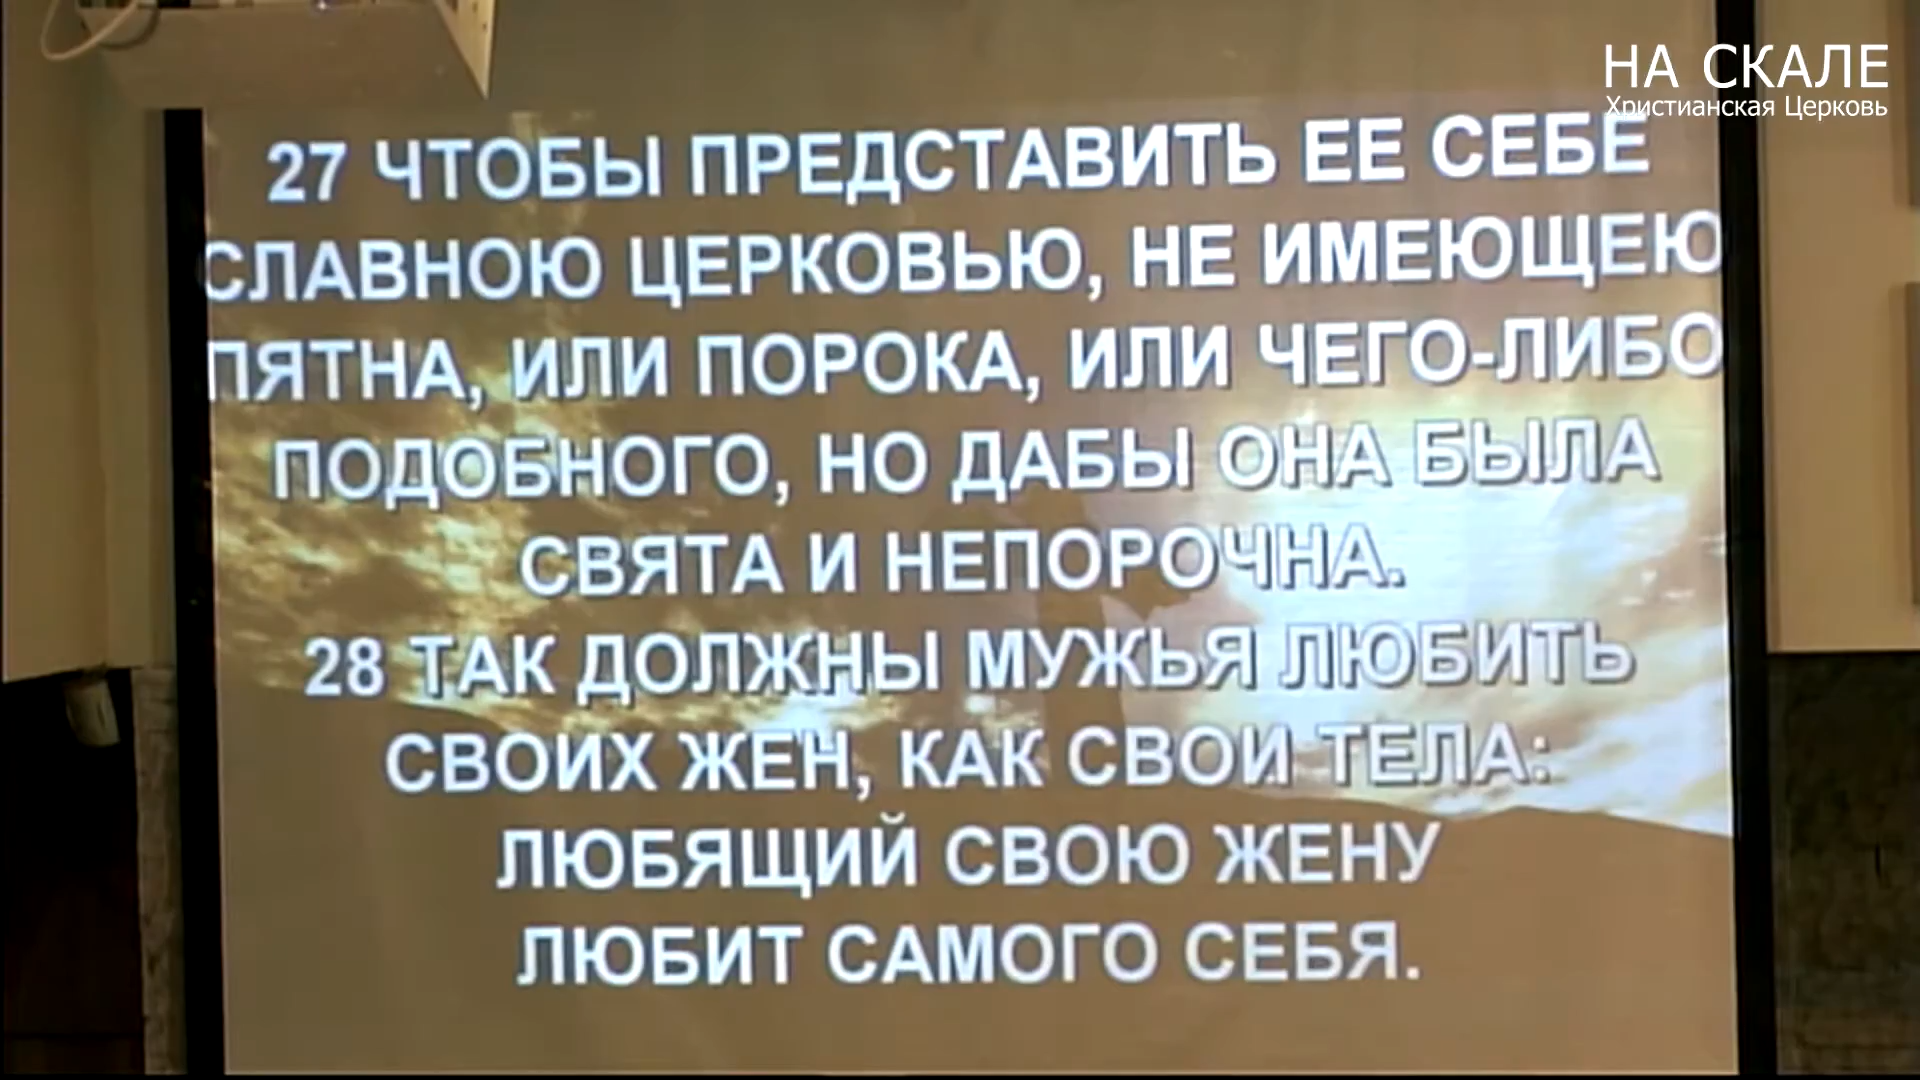 НА СКАЛЕ
Христианская Церковь
27 ЧТОБЫ ПРЕДСТАВИТЬ ЕЕ СЕБЕ
СЛАВНОЮ ЦЕРКОВЬЮ, НЕ ИМЕЮЩЕЮ
ПЯТНА, ИЛИ ПОРОКА, ИЛИ ЧЕГО-ЛИБО
ПОДОБНОГО, НО ДАБЫ ОНА БЫЛА
СВЯТА И НЕПОРОЧНА.
28 ТАК ДОЛЖНЫ МУЖЬЯ ЛЮБИТЬ
СВОИХ ЖЕН, КАК СВОИ ТЕЛА:
ЛЮБЯЩИЙ СВОЮ ЖЕНУ
ЛЮБИТ САМОГО СЕБЯ.